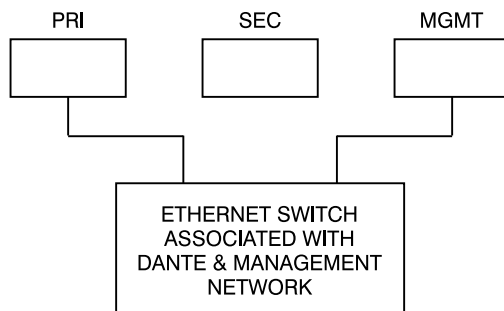 PRI
SEC
MGMT
ETHERNET SWITCH
ASSOCIATED WITH
DANTE & MANAGEMENT
NETWORK